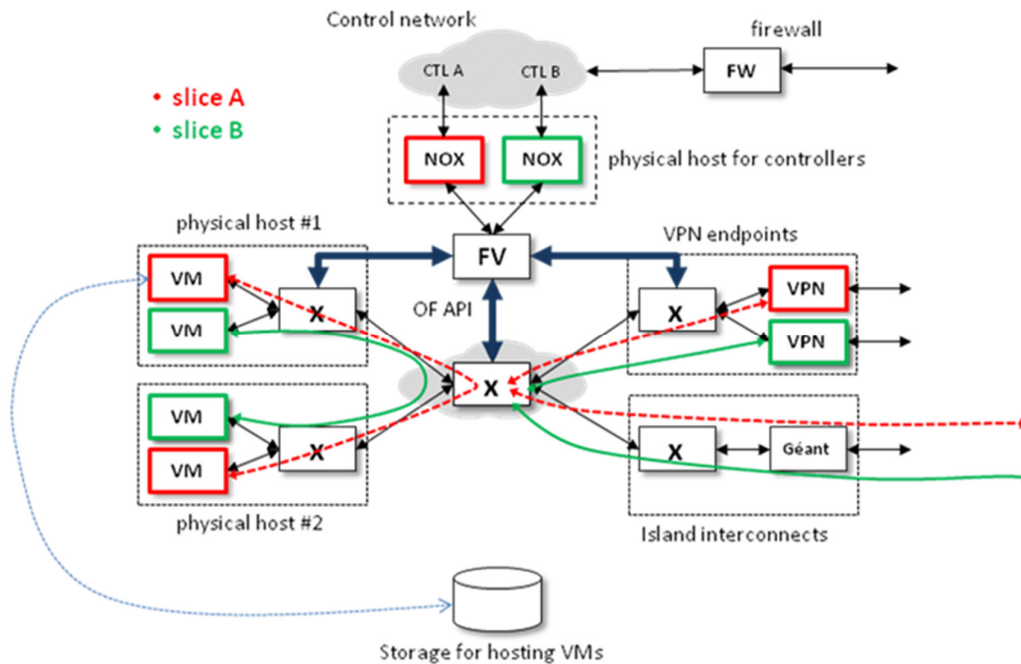 Control network
firewall
CTL A
CTL B
FW
• slice A
• slice B
NOX
NOX
physical host for controllers
physical host #1
VPN endpoints
FV
VM
X
X
VPN
OF API
VM
VPN
X
VM
X
X
Géant
VM
physical host #2
Island interconnects
Storage for hosting VMs